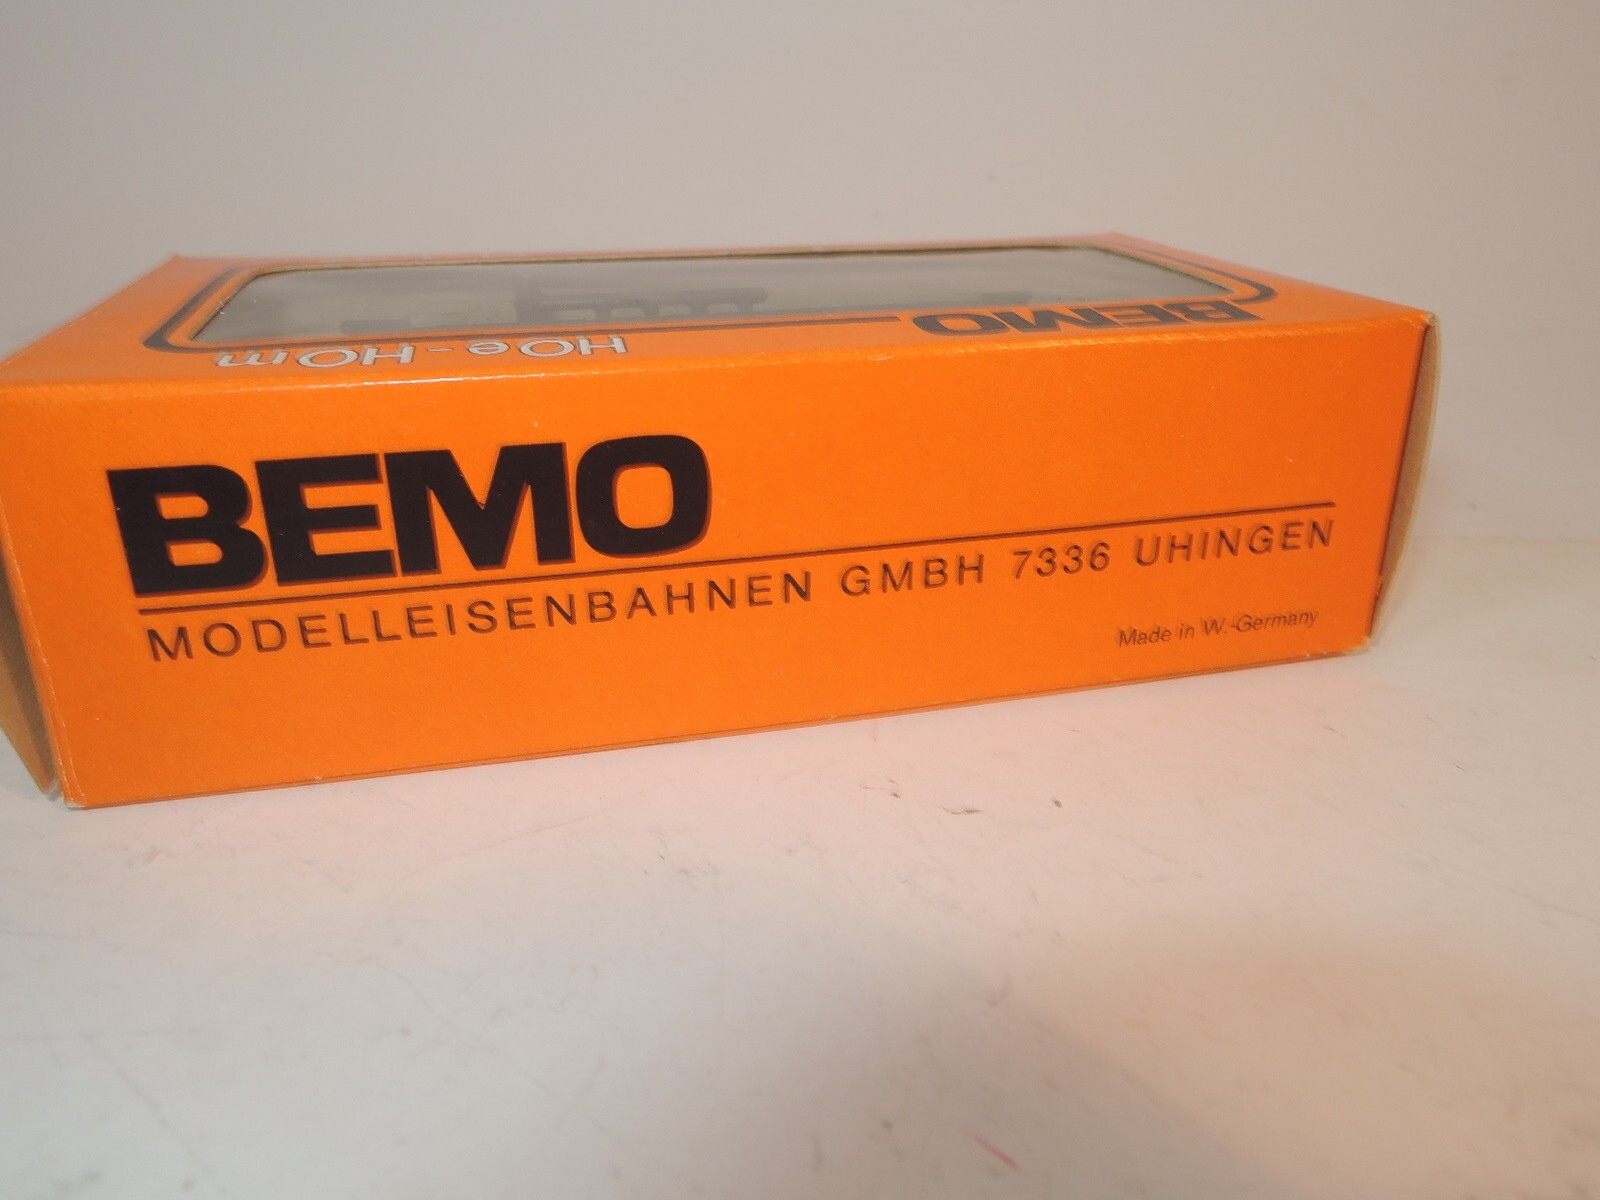 HOe-HOm
BEMO
BEMO
MODELLEISENBAHNEN GMBH 7336 UHINGEN
Made in W.-Germany